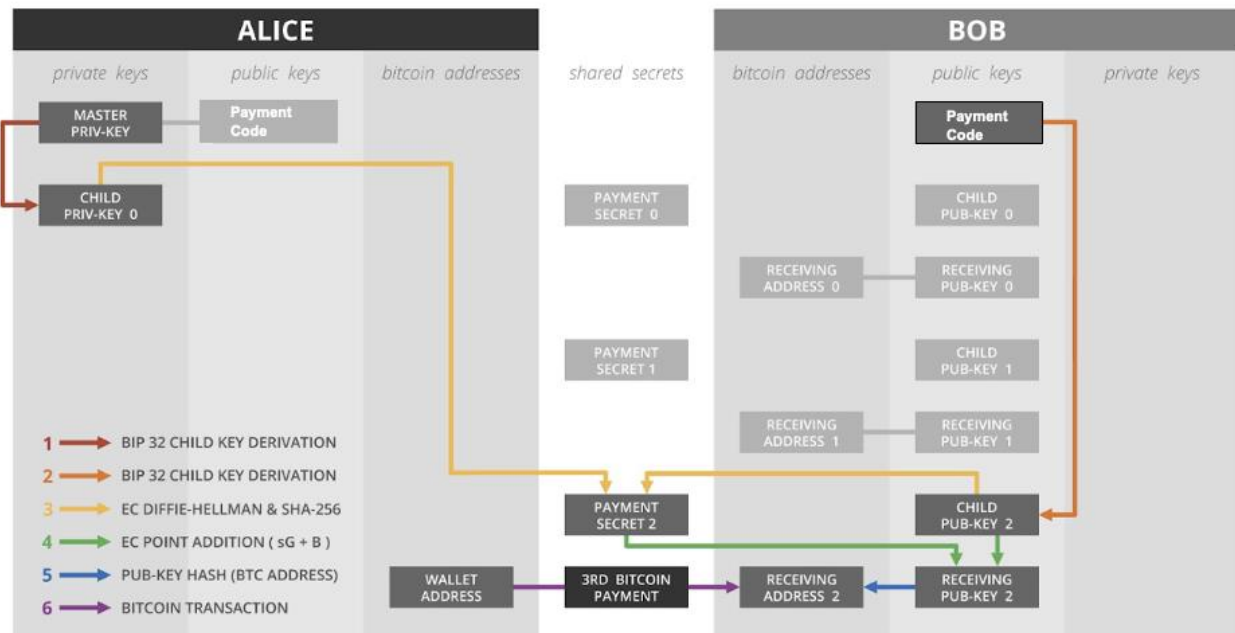 ALICE
BOB
private keys
public keys
bitcoin addresses
shared secrets
bitcoin addresses
public keys
private keys
MASTER
PRIV-KEY
Payment
Code
Payment
Code
CHILD
PRIV-KEY 0
PAYMENT
SECRET 0
CHILD
PUB-KEY 0
RECEIVING
ADDRESS 0
RECEIVING
PUB-KEY 0
PAYMENT
SECRET 1
CHILD
PUB-KEY 1
RECEIVING
ADDRESS 1
RECEIVING
PUB-KEY 1
1 BIP 32 CHILD KEY DERIVATION
2 BIP 32 CHILD KEY DERIVATION
3 EC DIFFIE-HELLMAN & SHA-256
4 EC POINT ADDITION ( sG + B )
5 PUB-KEY HASH (BTC ADDRESS)
6 BITCOIN TRANSACTION
PAYMENT
SECRET 2
CHILD
PUB-KEY 2
WALLET
ADDRESS
3RD BITCOIN
PAYMENT
RECEIVING
ADDRESS 2
RECEIVING
PUB-KEY 2